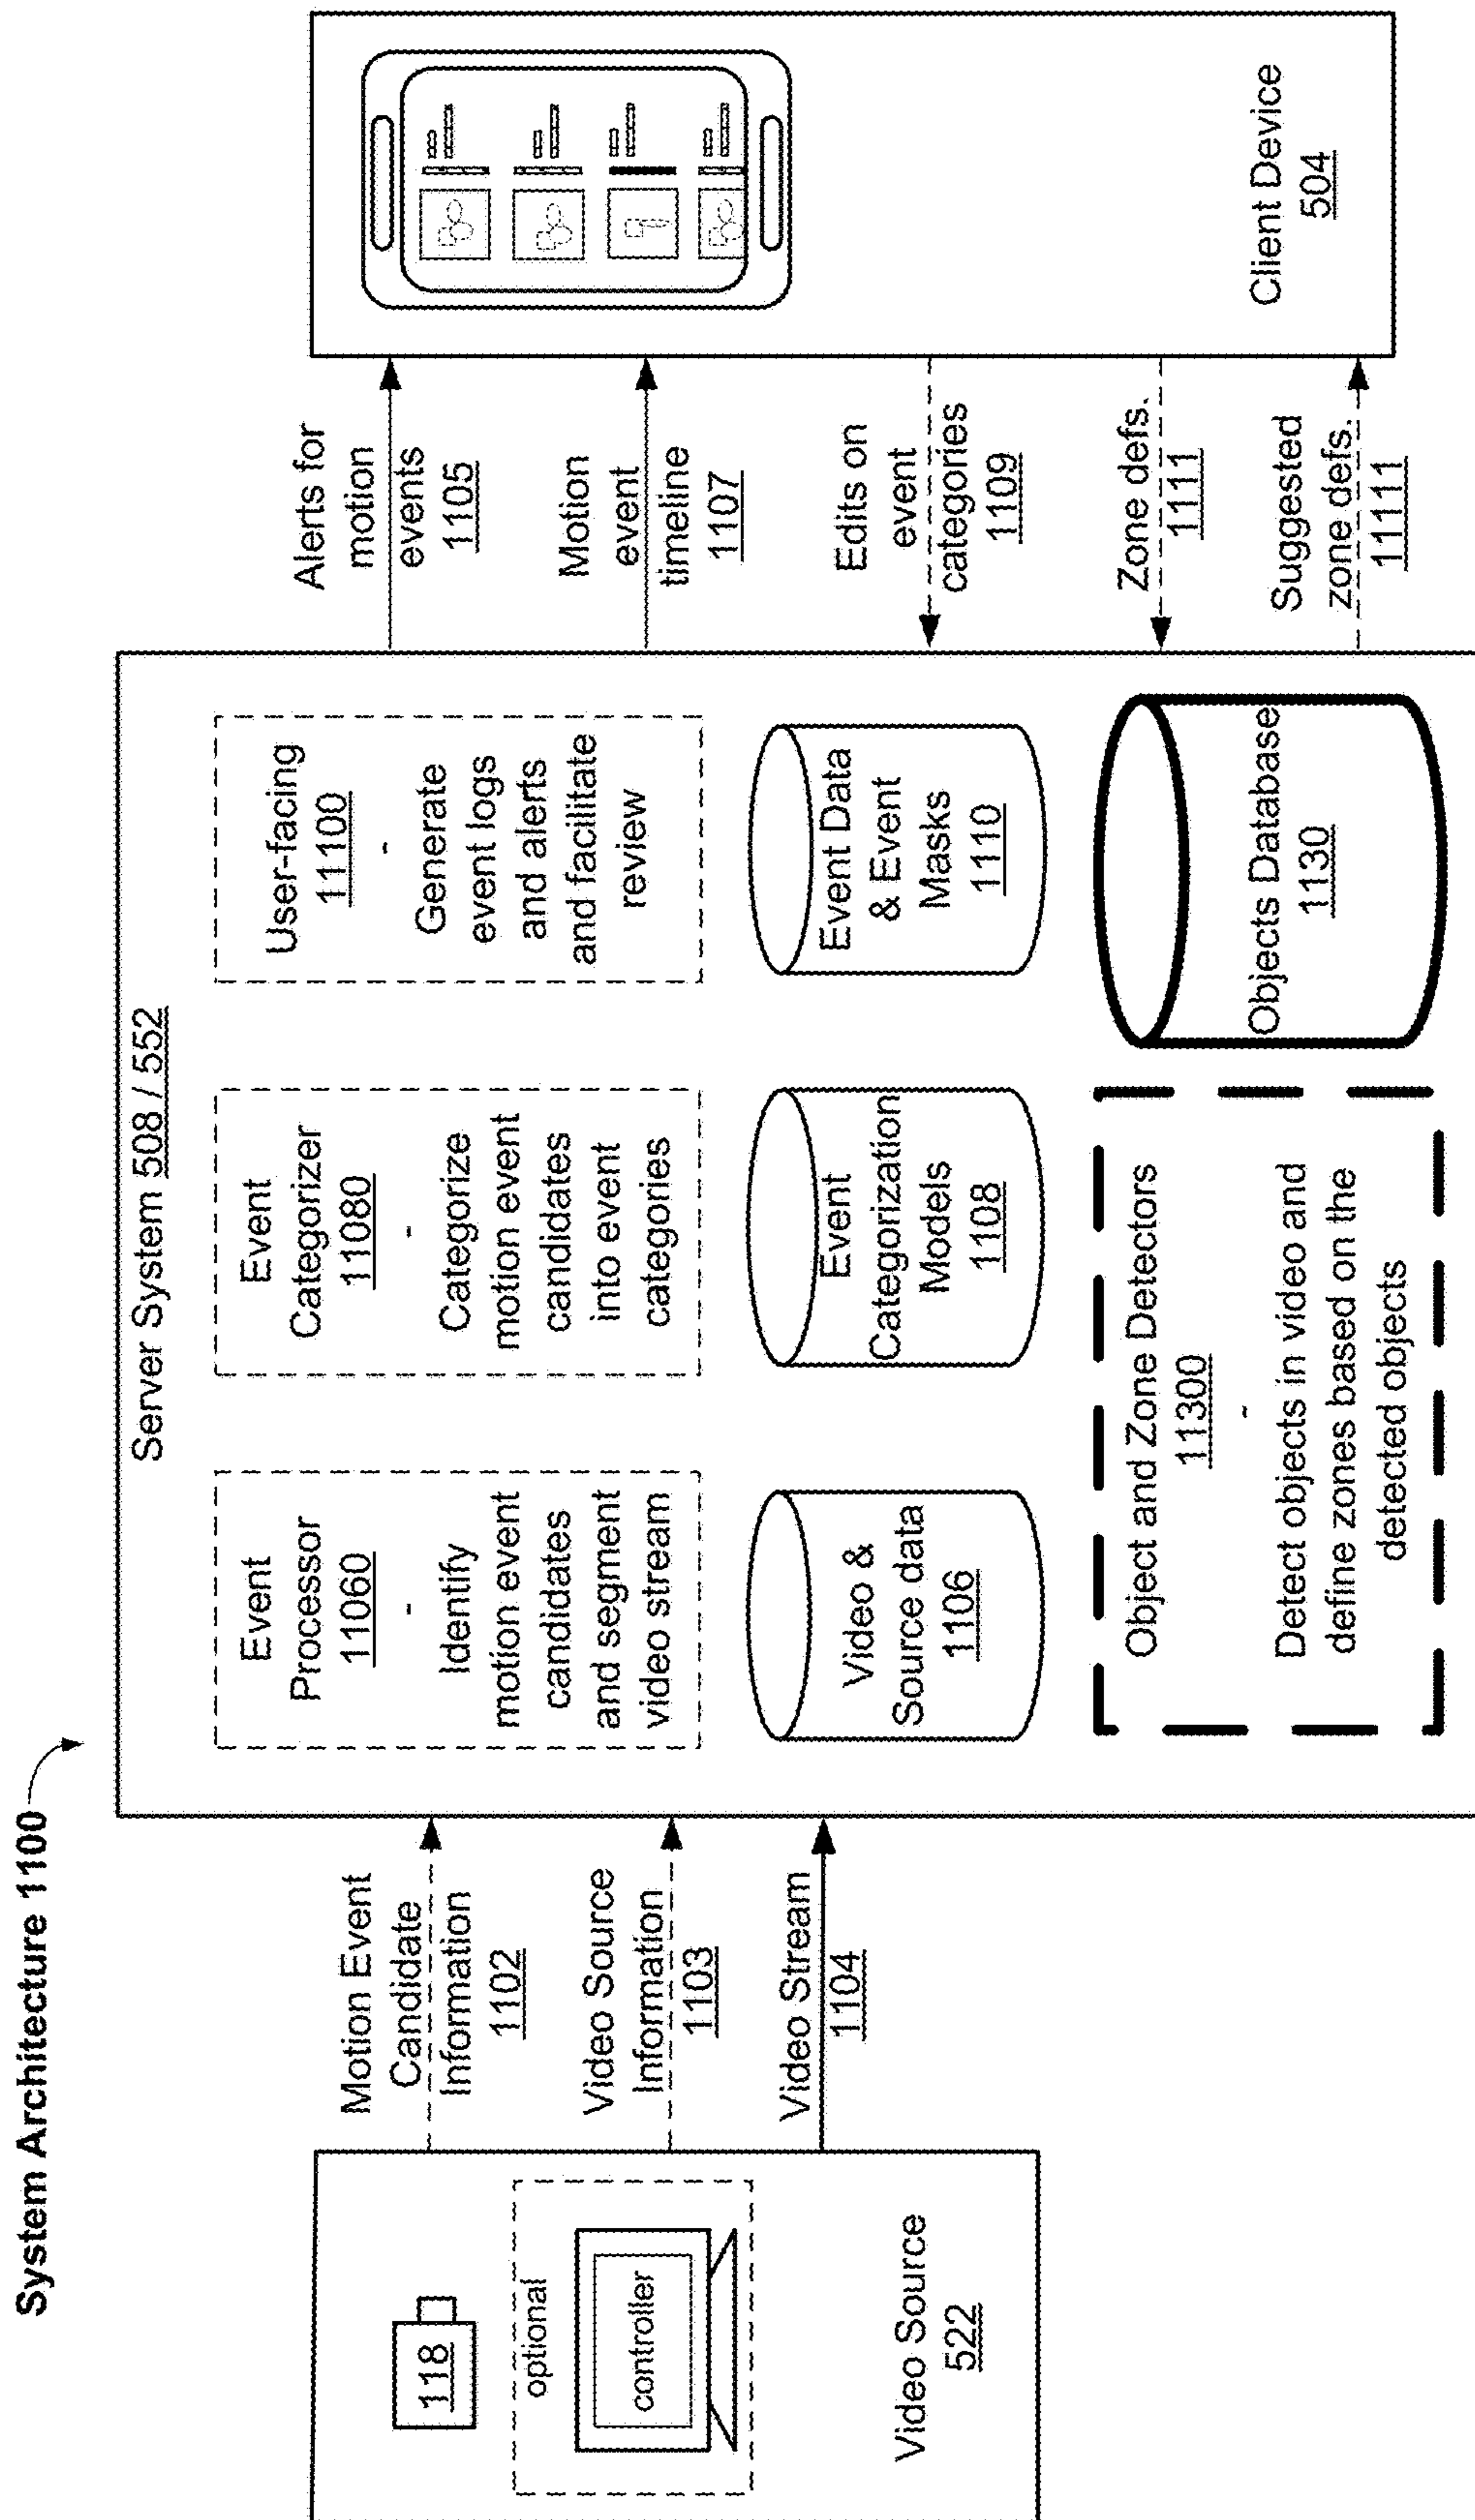 System Architecture 1100
118
optional
controller
Video Source
522
Motion Event
Candidate
Information
1102
Video Source
Information
1103
Video Stream
1104
Server System 508 / 552
Event
Processor
11060
-
Identify
motion event
candidates
and segment
video stream
Event
Categorizer
11080
-
Categorize
motion event
candidates
into event
categories
User-facing
11100
-
Generate
event logs
and alerts
and facilitate
review
Video &
Source data
1106
Event
Categorization
Models
1108
Event Data
& Event
Masks
1110
Object and Zone Detectors
11300
-
Detect objects in video and
define zones based on the
detected objects
Objects Database
1130
Alerts for
motion
events
1105
Motion
event
timeline
1107
Edits on
event
categories
1109
Zone defs.
1111
Suggested
zone defs.
11111
Client Device
504